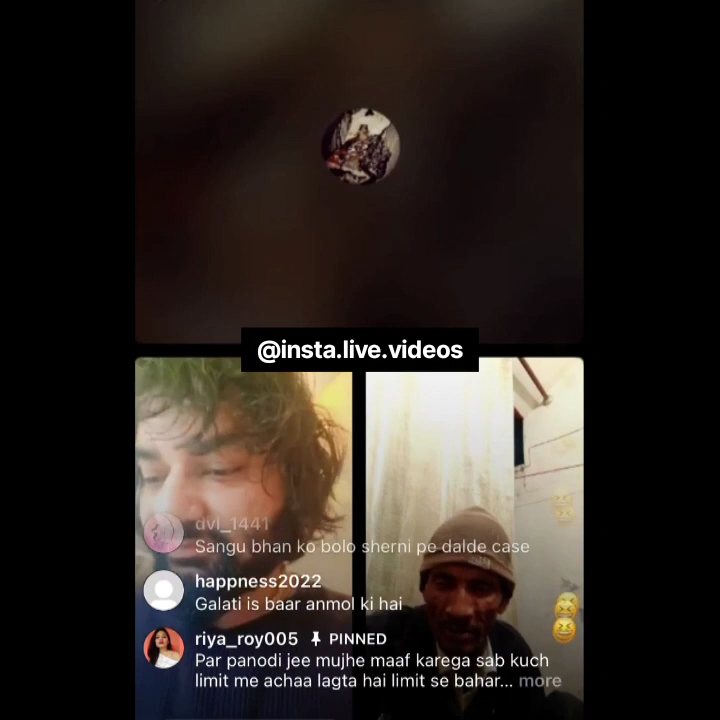 @insta.live.videos
dvl_1441
Sangu bhan ko bolo sherni pe dalde case
happness2022
Galati is baar anmol ki hai
riya_roy005 PINNED
Par panodi jee mujhe maaf karega sab kuch
limit me achaa lagta hai limit se bahar... more